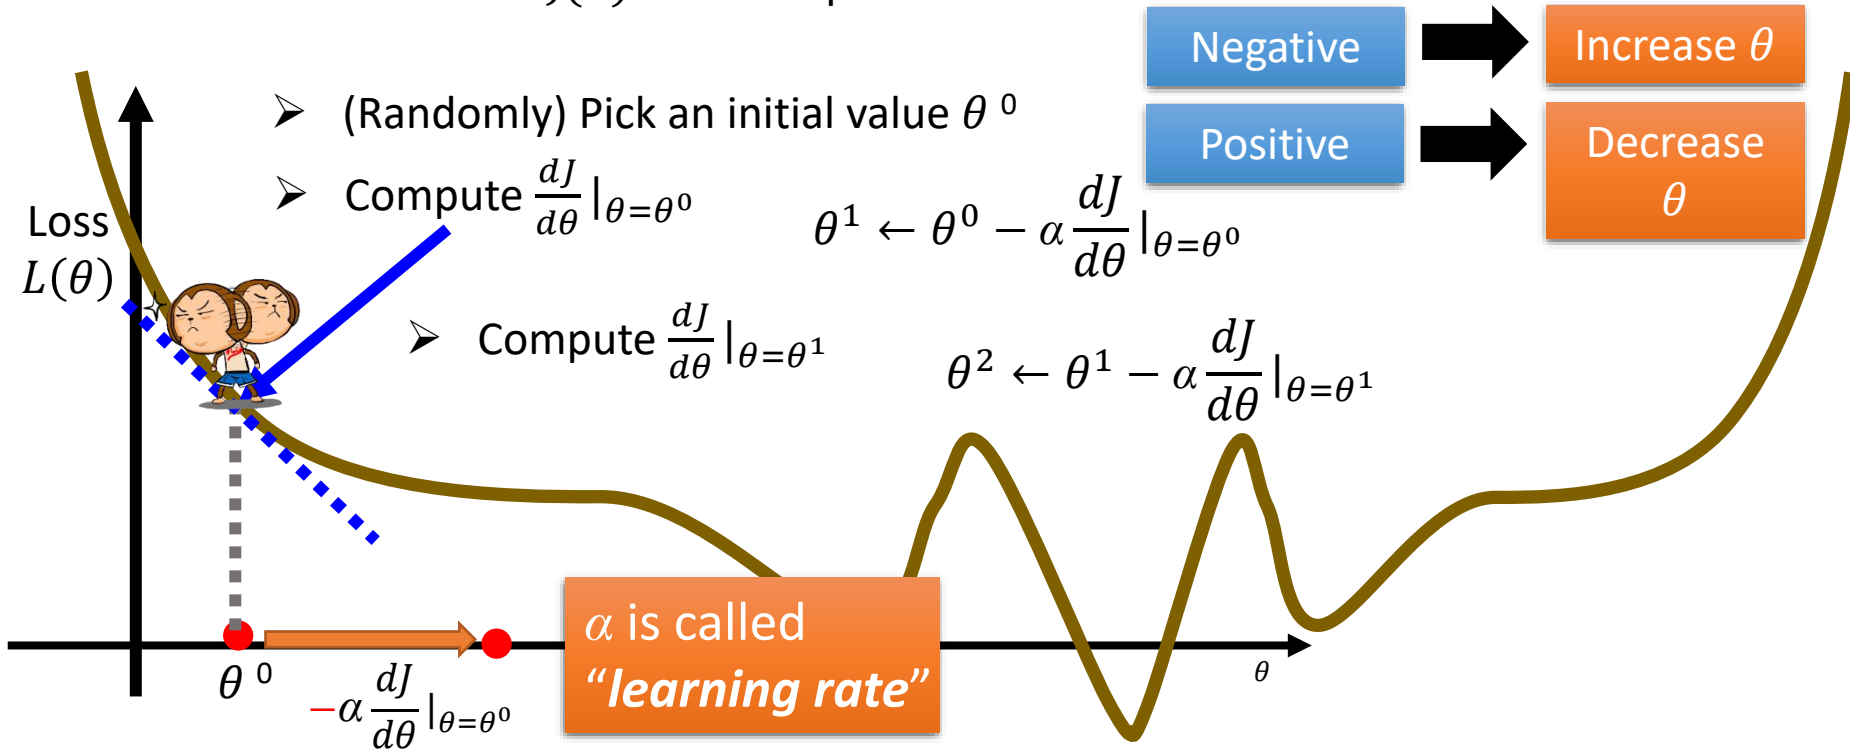 Negative
Increase θ
➢ (Randomly) Pick an initial value θ ⁰
Positive
Decrease
θ
➢ Compute dJ/dθ |θ=θ⁰
θ¹ ← θ⁰ − α dJ/dθ |θ=θ⁰
Loss
L(θ)
➢ Compute dJ/dθ |θ=θ¹
θ² ← θ¹ − α dJ/dθ |θ=θ¹
α is called
“learning rate”
θ
θ ⁰
−α dJ/dθ |θ=θ⁰